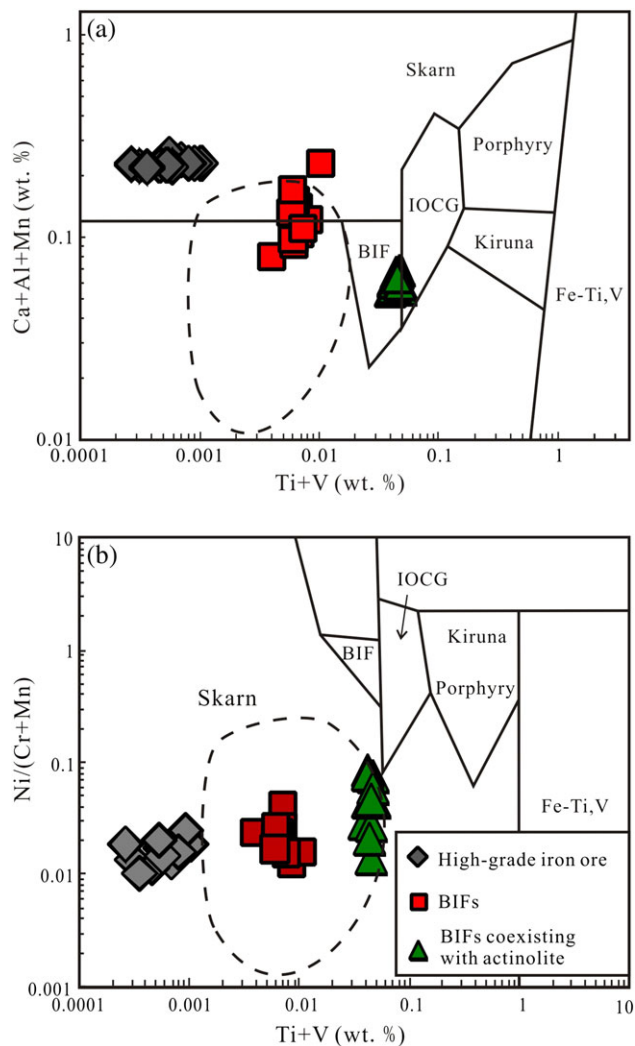 (a)
1
0.1
0.01
Ca+Al+Mn (wt. %)
Skarn
Porphyry
IOCG
BIF
Kiruna
Fe-Ti,V
0.0001
0.001
0.01
0.1
1
Ti+V (wt. %)
(b)
10
1
0.1
0.01
0.001
Ni/(Cr+Mn)
IOCG
BIF
Kiruna
Skarn
Porphyry
Fe-Ti,V
High-grade iron ore
BIFs
BIFs coexisting
with actinolite
0.0001
0.001
0.01
0.1
1
10
Ti+V (wt. %)